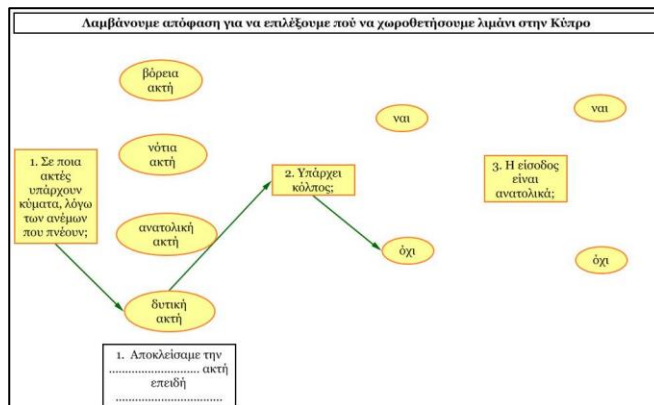 Λαμβάνουμε απόφαση για να επιλέξουμε πού να χωροθετήσουμε λιμάνι στην Κύπρο
βόρεια
ακτή
νότια
ακτή
ανατολική
ακτή
δυτική
ακτή
1. Σε ποια
ακτές
υπάρχουν
κύματα, λόγω
των ανέμων
που πνέουν;
2. Υπάρχει
κόλπος;
ναι
όχι
3. Η είσοδος
είναι
ανατολικά;
ναι
όχι
1. Αποκλείσαμε την
............................ ακτή
επειδή
................................